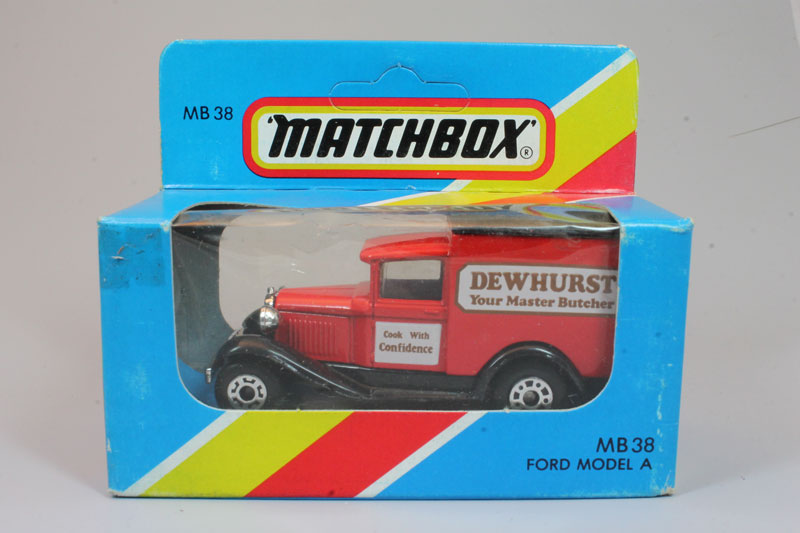 MB 38
'MATCHBOX'®
DEWHURST
Your Master Butcher
Cook With
Confidence
MB 38
FORD MODEL A